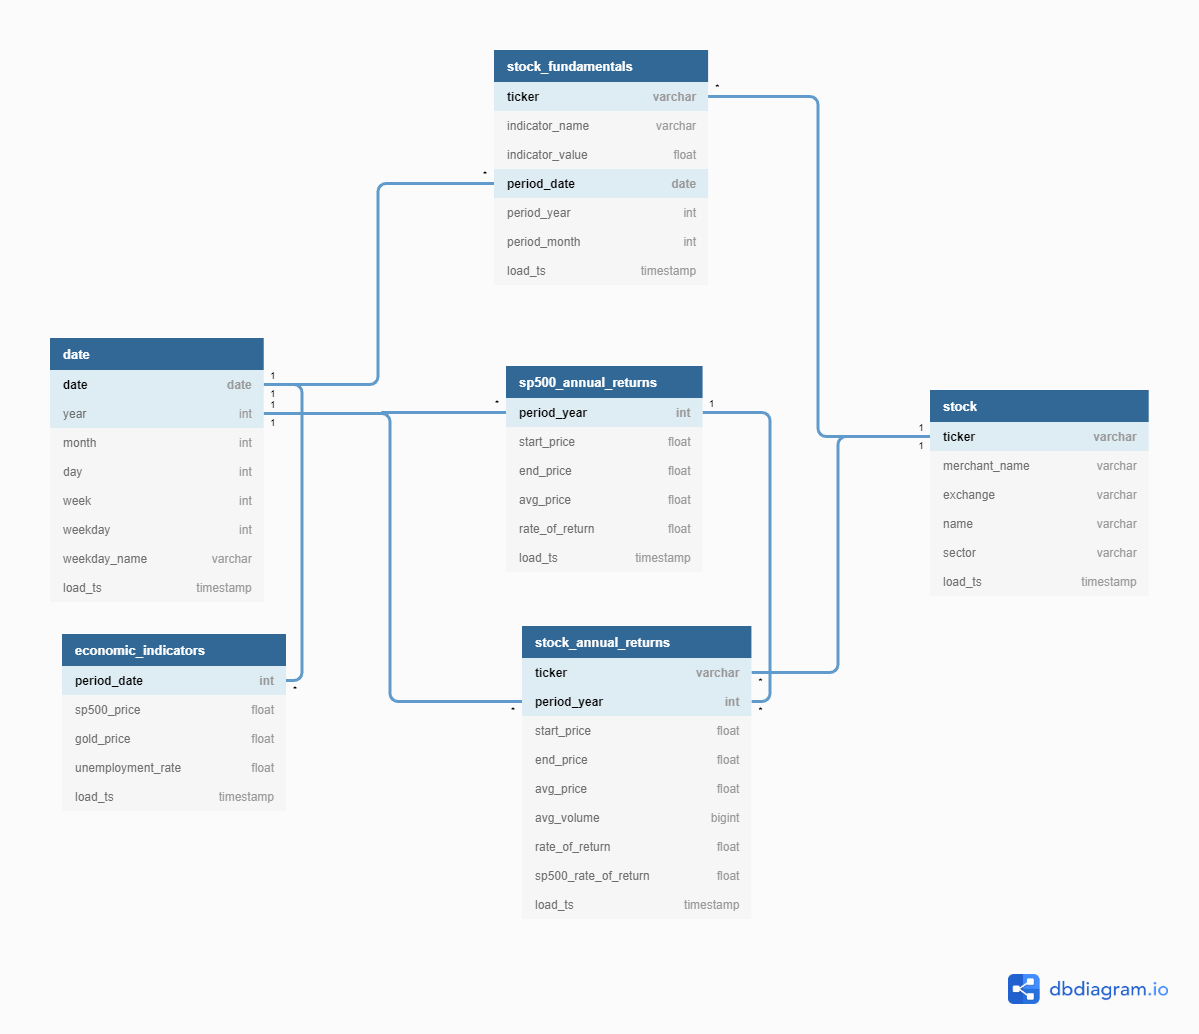 stock_fundamentals
ticker varchar
indicator_name varchar
indicator_value float
period_date date
period_year int
period_month int
load_ts timestamp
*
*
date
date date
year int
month int
day int
week int
weekday int
weekday_name varchar
load_ts timestamp
1
1
1
1
sp500_annual_returns
period_year int
start_price float
end_price float
avg_price float
rate_of_return float
load_ts timestamp
*
1
stock
ticker varchar
merchant_name varchar
exchange varchar
name varchar
sector varchar
load_ts timestamp
1
1
economic_indicators
period_date int
sp500_price float
gold_price float
unemployment_rate float
load_ts timestamp
*
stock_annual_returns
ticker varchar
period_year int
start_price float
end_price float
avg_price float
avg_volume bigint
rate_of_return float
sp500_rate_of_return float
load_ts timestamp
*
*
*
dbdiagram.io